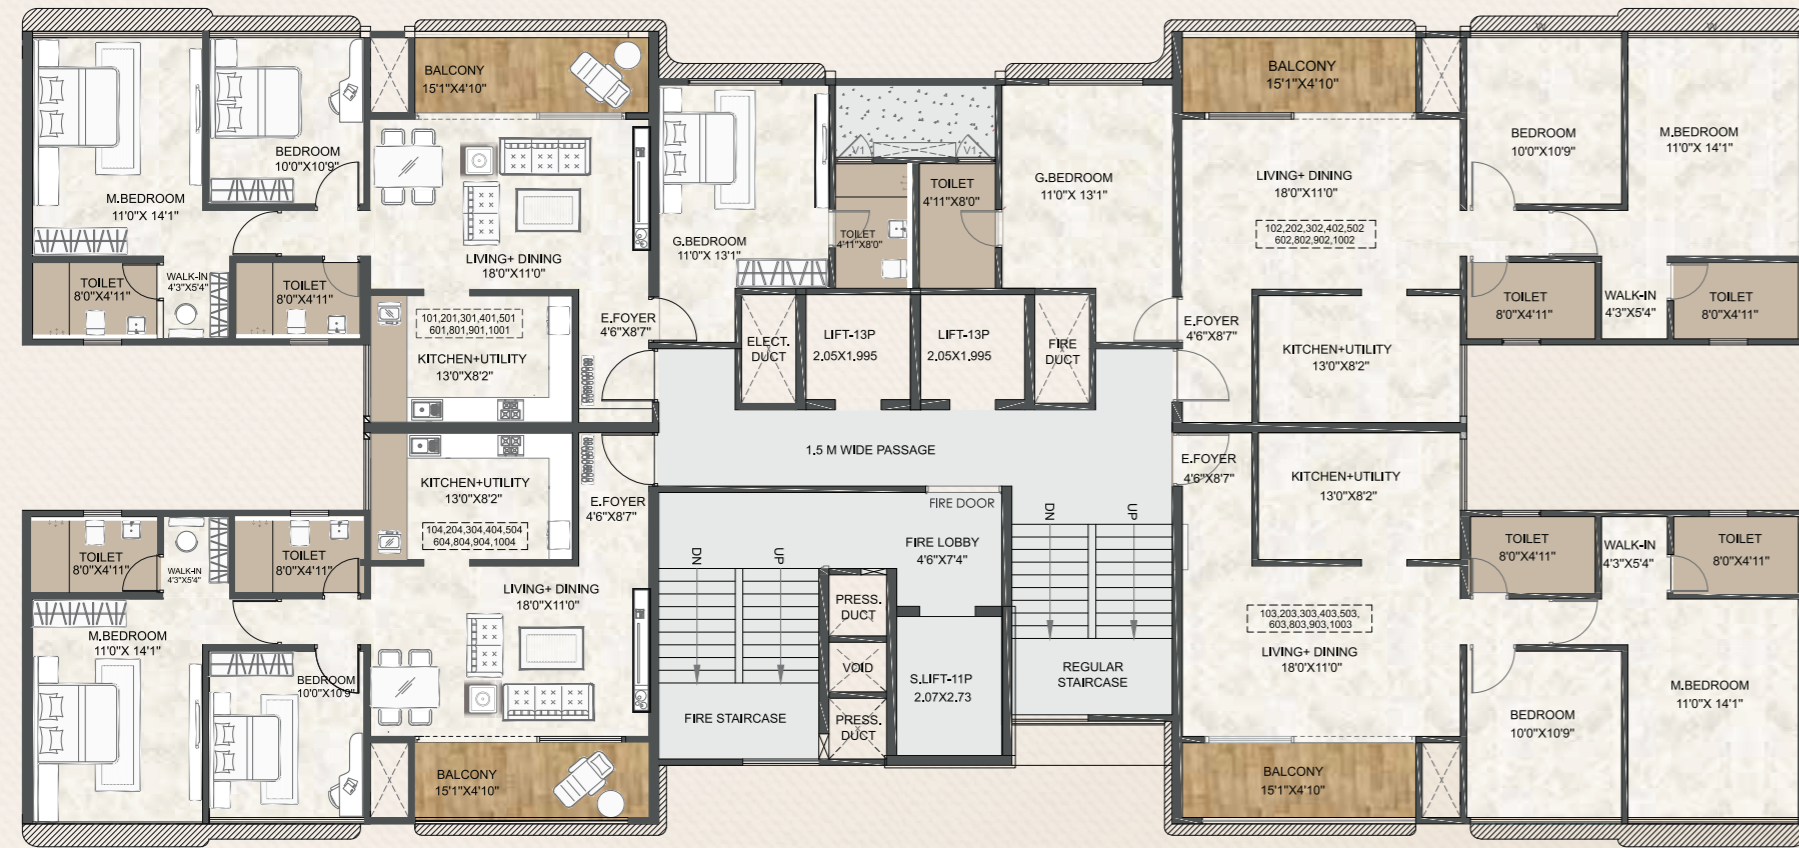 BALCONY
15'1"X4'10"
BEDROOM
10'0"X10'9"
M.BEDROOM
11'0"X 14'1"
TOILET
8'0"X4'11"
WALK-IN
4'3"X5'4"
TOILET
8'0"X4'11"
LIVING+ DINING
18'0"X11'0"
101,201,301,401,501
601,801,901,1001
KITCHEN+UTILITY
13'0"X8'2"
E.FOYER
4'6"X8'7"
G.BEDROOM
11'0"X 13'1"
TOILET
4'11"X8'0"
V1
V1
TOILET
4'11"X8'0"
G.BEDROOM
11'0"X 13'1"
ELECT.
DUCT
LIFT-13P
2.05X1.995
LIFT-13P
2.05X1.995
FIRE
DUCT
BALCONY
15'1"X4'10"
LIVING+ DINING
18'0"X11'0"
102,202,302,402,502
602,802,902,1002
BEDROOM
10'0"X10'9"
M.BEDROOM
11'0"X 14'1"
TOILET
8'0"X4'11"
WALK-IN
4'3"X5'4"
TOILET
8'0"X4'11"
E.FOYER
4'6"X8'7"
KITCHEN+UTILITY
13'0"X8'2"
1.5 M WIDE PASSAGE
KITCHEN+UTILITY
13'0"X8'2"
104,204,304,404,504
604,804,904,1004
E.FOYER
4'6"X8'7"
TOILET
8'0"X4'11"
WALK-IN
4'3"X5'4"
TOILET
8'0"X4'11"
LIVING+ DINING
18'0"X11'0"
M.BEDROOM
11'0"X 14'1"
BEDROOM
10'0"X10'9"
BALCONY
15'1"X4'10"
DN
UP
FIRE STAIRCASE
PRESS.
DUCT
VOID
PRESS.
DUCT
FIRE DOOR
FIRE LOBBY
4'6"X7'4"
S.LIFT-11P
2.07X2.73
DN
UP
REGULAR
STAIRCASE
E.FOYER
4'6"X8'7"
KITCHEN+UTILITY
13'0"X8'2"
TOILET
8'0"X4'11"
WALK-IN
4'3"X5'4"
TOILET
8'0"X4'11"
103,203,303,403,503,
603,803,903,1003
LIVING+ DINING
18'0"X11'0"
M.BEDROOM
11'0"X 14'1"
BEDROOM
10'0"X10'9"
BALCONY
15'1"X4'10"